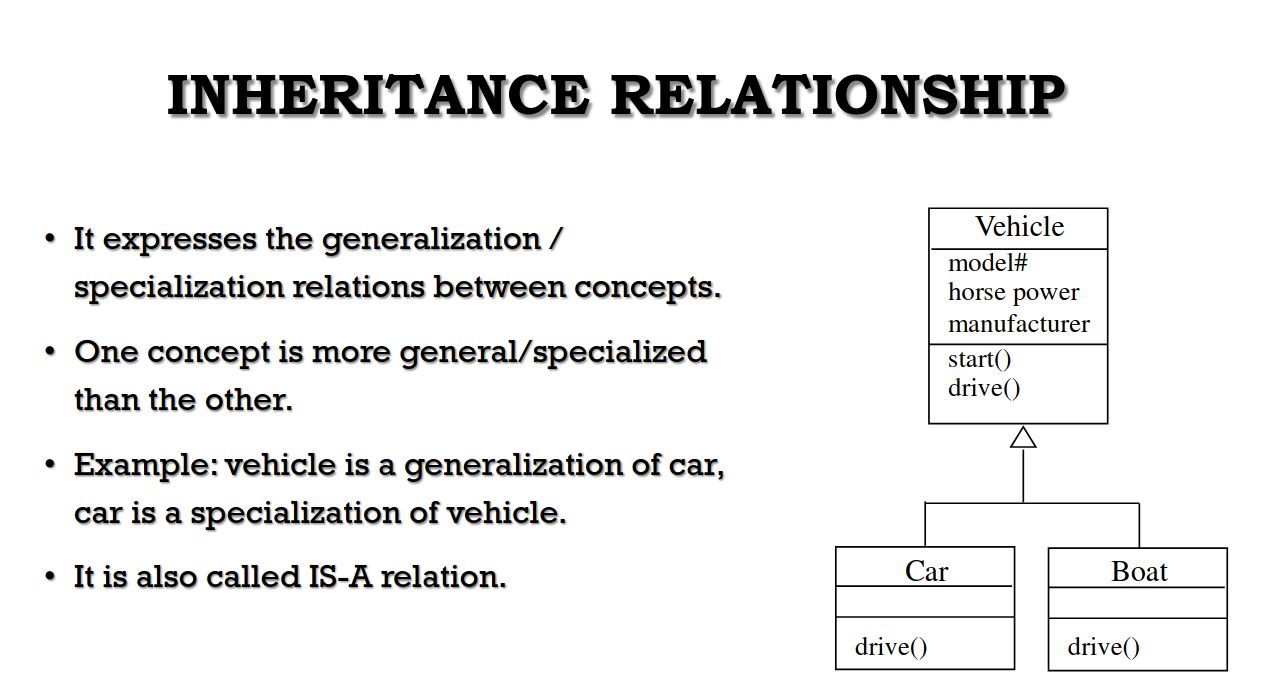 INHERITANCE RELATIONSHIP
• It expresses the generalization /
specialization relations between concepts.
• One concept is more general/specialized
than the other.
• Example: vehicle is a generalization of car,
car is a specialization of vehicle.
• It is also called IS-A relation.
Vehicle
model#
horse power
manufacturer
start()
drive()
Car
drive()
Boat
drive()